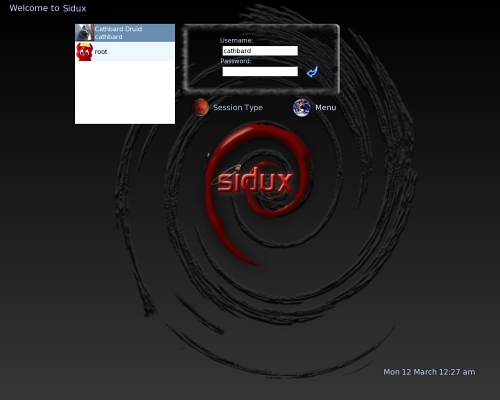 Welcome to Sidux
Cathbard Druid
cathbard
root
Username:
cathbard
Password:
Session Type
Menu
sidux
Mon 12 March 12:27 am